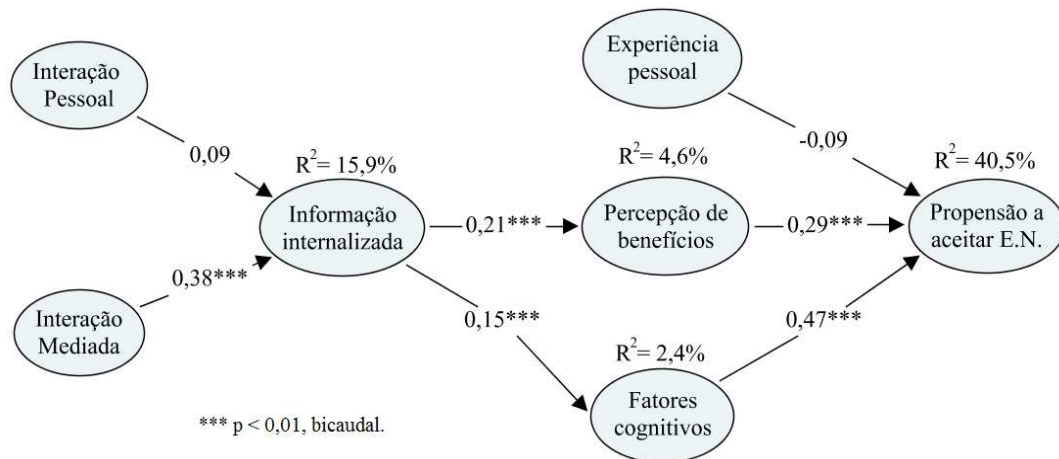 Interação
Pessoal
0,09
Interação
Mediada
0,38***
R²= 15,9%
Informação
internalizada
0,21***
0,15***
Experiência
pessoal
-0,09
R²= 4,6%
Percepção de
benefícios
0,29***
R²= 2,4%
Fatores
cognitivos
0,47***
R²= 40,5%
Propensão a
aceitar E.N.
*** p < 0,01, bicaudal.